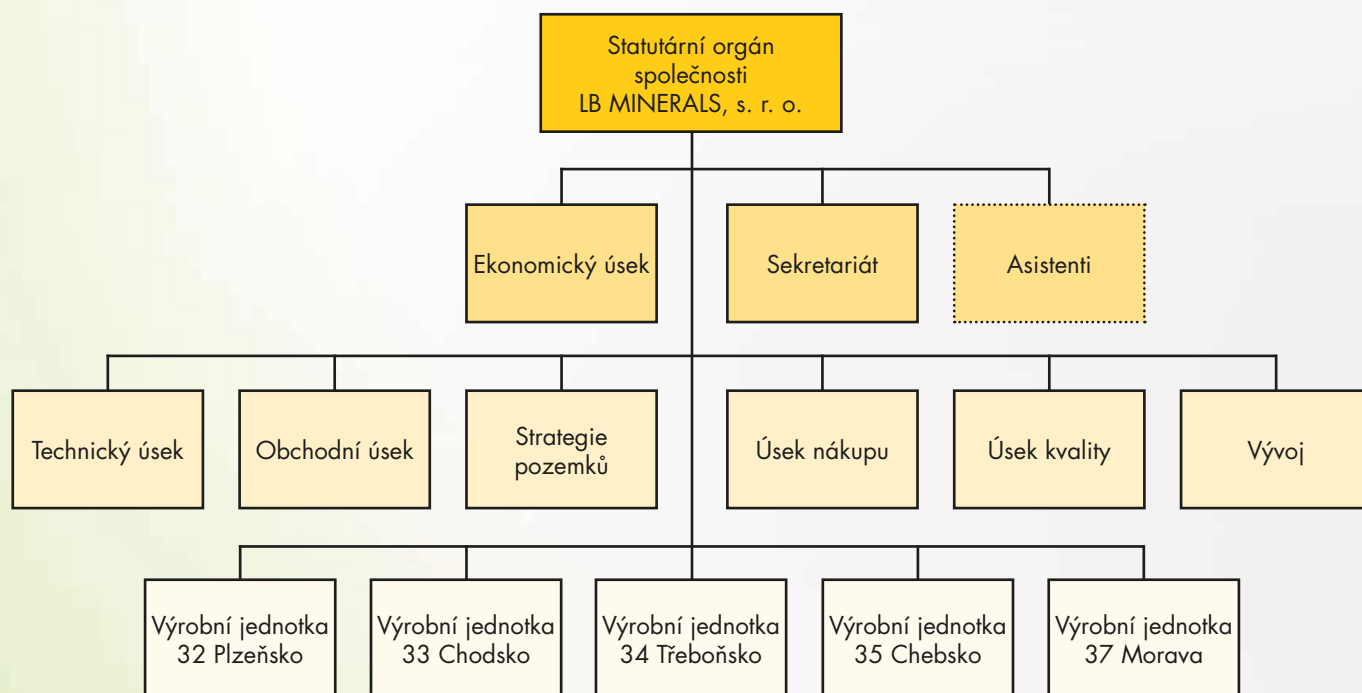 Statutární orgán
společnosti
LB MINERALS, s. r. o.
Ekonomický úsek
Sekretariát
Asistenti
Technický úsek
Obchodní úsek
Strategie
pozemků
Úsek nákupu
Úsek kvality
Vývoj
Výrobní jednotka
32 Plzeňsko
Výrobní jednotka
33 Chodsko
Výrobní jednotka
34 Třeboňsko
Výrobní jednotka
35 Chebsko
Výrobní jednotka
37 Morava